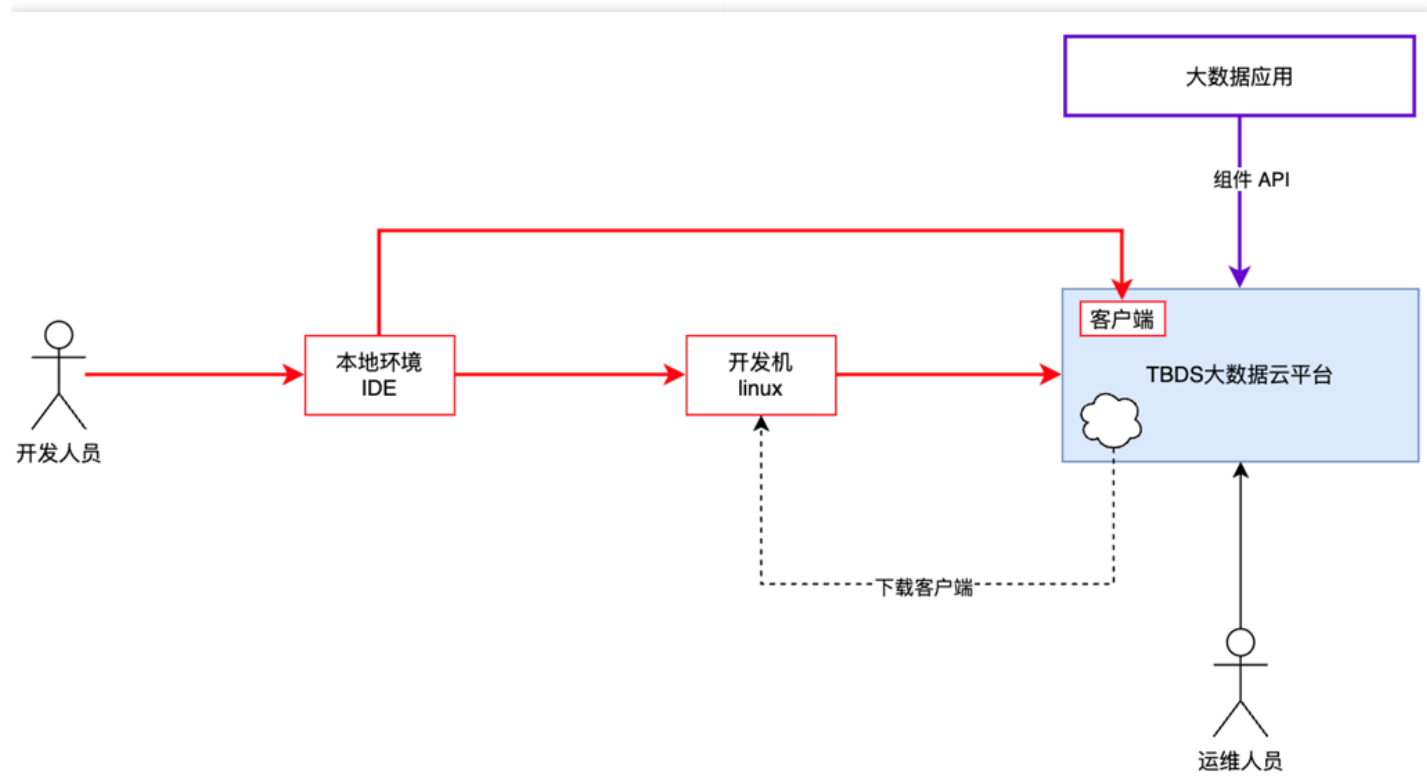 大数据应用
组件 API
客户端
本地环境
IDE
开发机
linux
TBDS大数据云平台
开发人员
下载客户端
运维人员